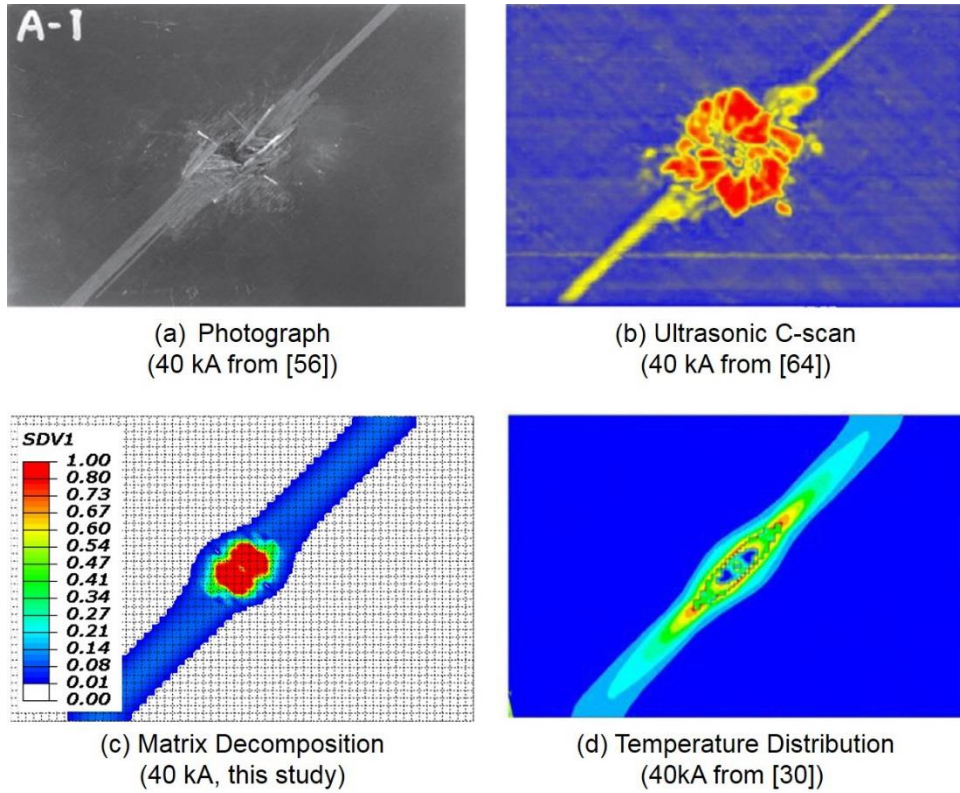 A-1
(a) Photograph
(40 kA from [56])
(b) Ultrasonic C-scan
(40 kA from [64])
SDV1
1.00
0.80
0.73
0.67
0.60
0.54
0.47
0.41
0.34
0.27
0.21
0.14
0.08
0.01
0.00
(c) Matrix Decomposition
(40 kA, this study)
(d) Temperature Distribution
(40kA from [30])